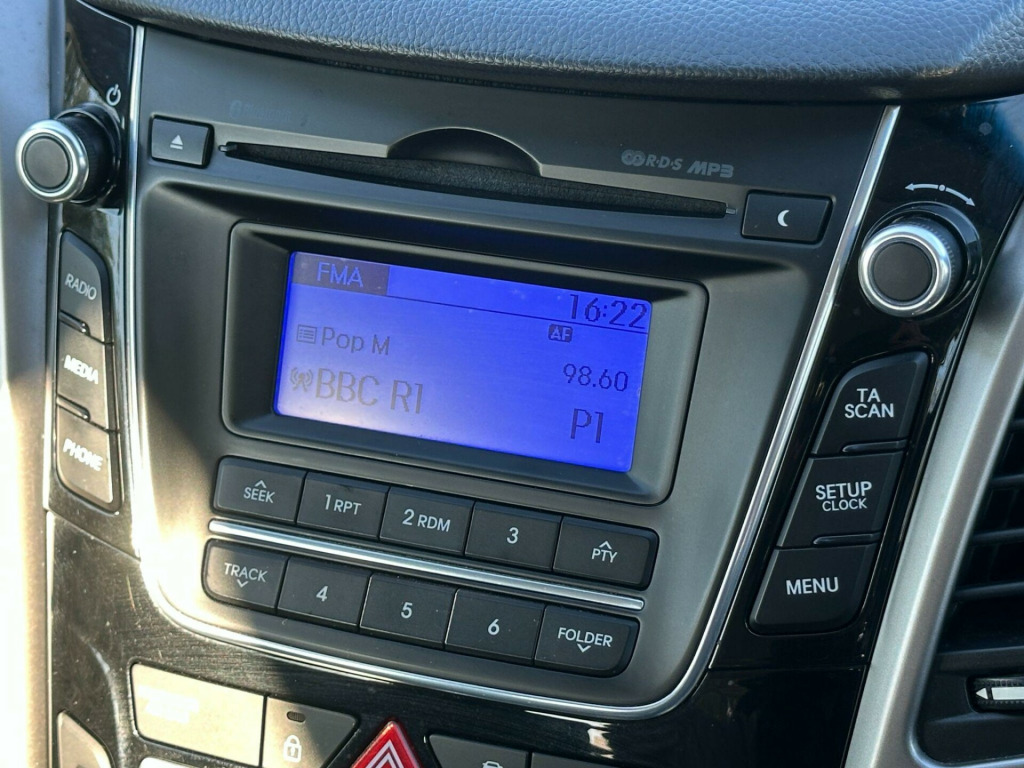 RDS MP3
FMA
16:22
AF
Pop M
98.60
BBC R1
P1
RADIO
MEDIA
PHONE
TA
SCAN
SETUP
CLOCK
MENU
SEEK
1 RPT
2 RDM
3
PTY
TRACK
4
5
6
FOLDER